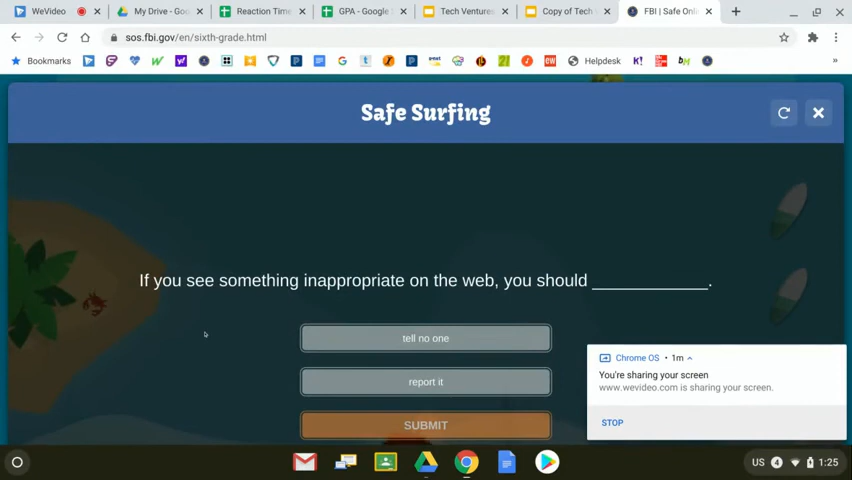 WeVideo
My Drive - Goo
Reaction Time
GPA - Google
Tech Ventures
Copy of Tech V
FBI | Safe Onli
sos.fbi.gov/en/sixth-grade.html
Bookmarks
Helpdesk
Safe Surfing
If you see something inappropriate on the web, you should ____________.
tell no one
report it
SUBMIT
Chrome OS • 1m
You're sharing your screen
www.wevideo.com is sharing your screen.
STOP
US 4 1:25